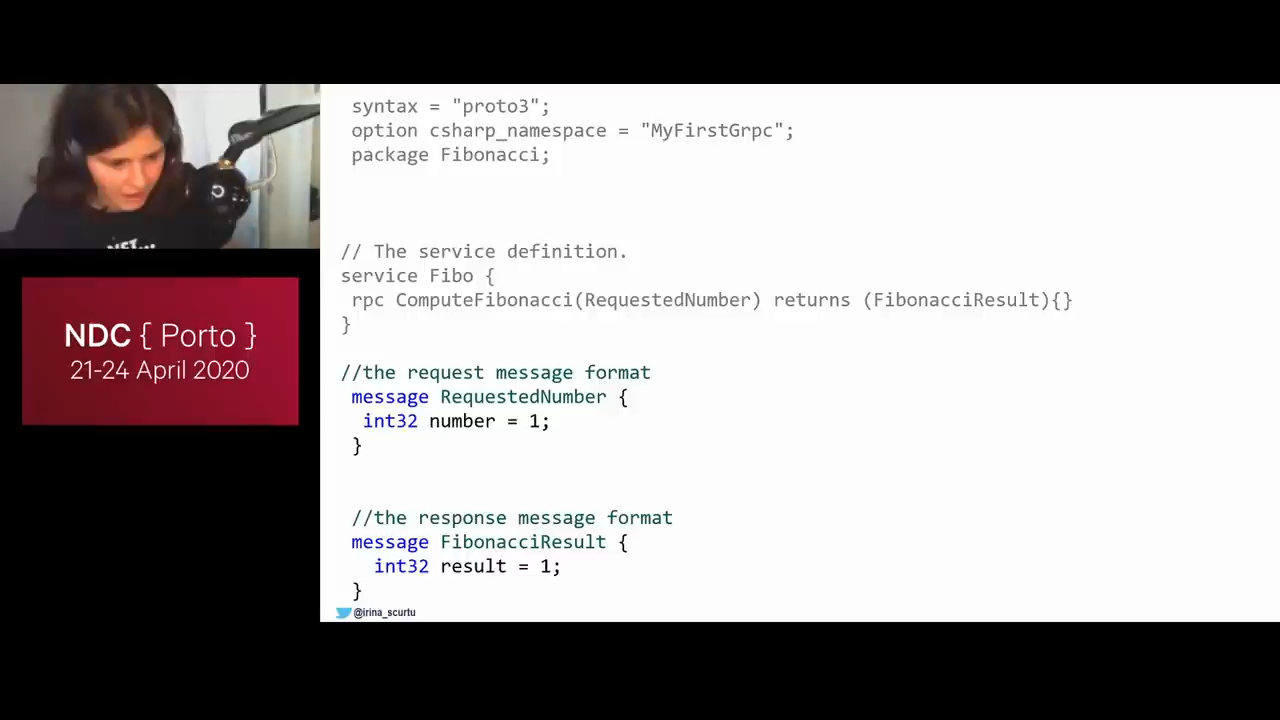 syntax = "proto3";
option csharp_namespace = "MyFirstGrpc";
package Fibonacci;
// The service definition.
service Fibo {
rpc ComputeFibonacci(RequestedNumber) returns (FibonacciResult){}
}
//the request message format
message RequestedNumber {
int32 number = 1;
}
//the response message format
message FibonacciResult {
int32 result = 1;
}
@irina_scurtu
NDC { Porto }
21-24 April 2020